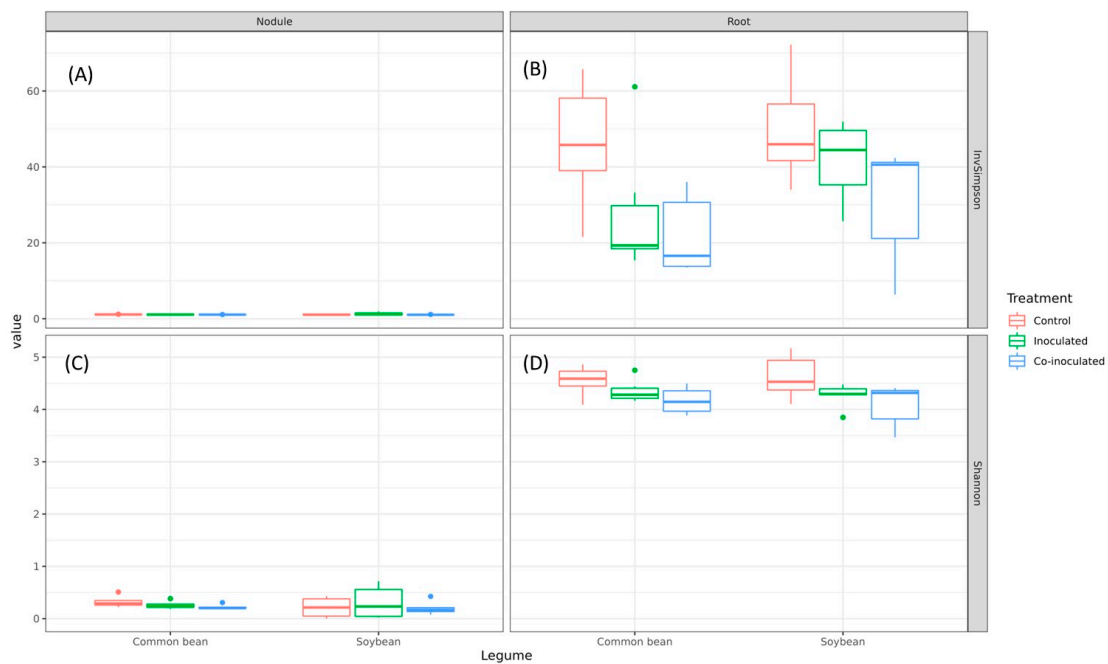 Nodule
Root
(A)
(B)
60
40
20
0
InvSimpson
value
(C)
(D)
5
4
3
2
1
0
Shannon
Common bean
Soybean
Common bean
Soybean
Legume
Treatment
Control
Inoculated
Co-inoculated